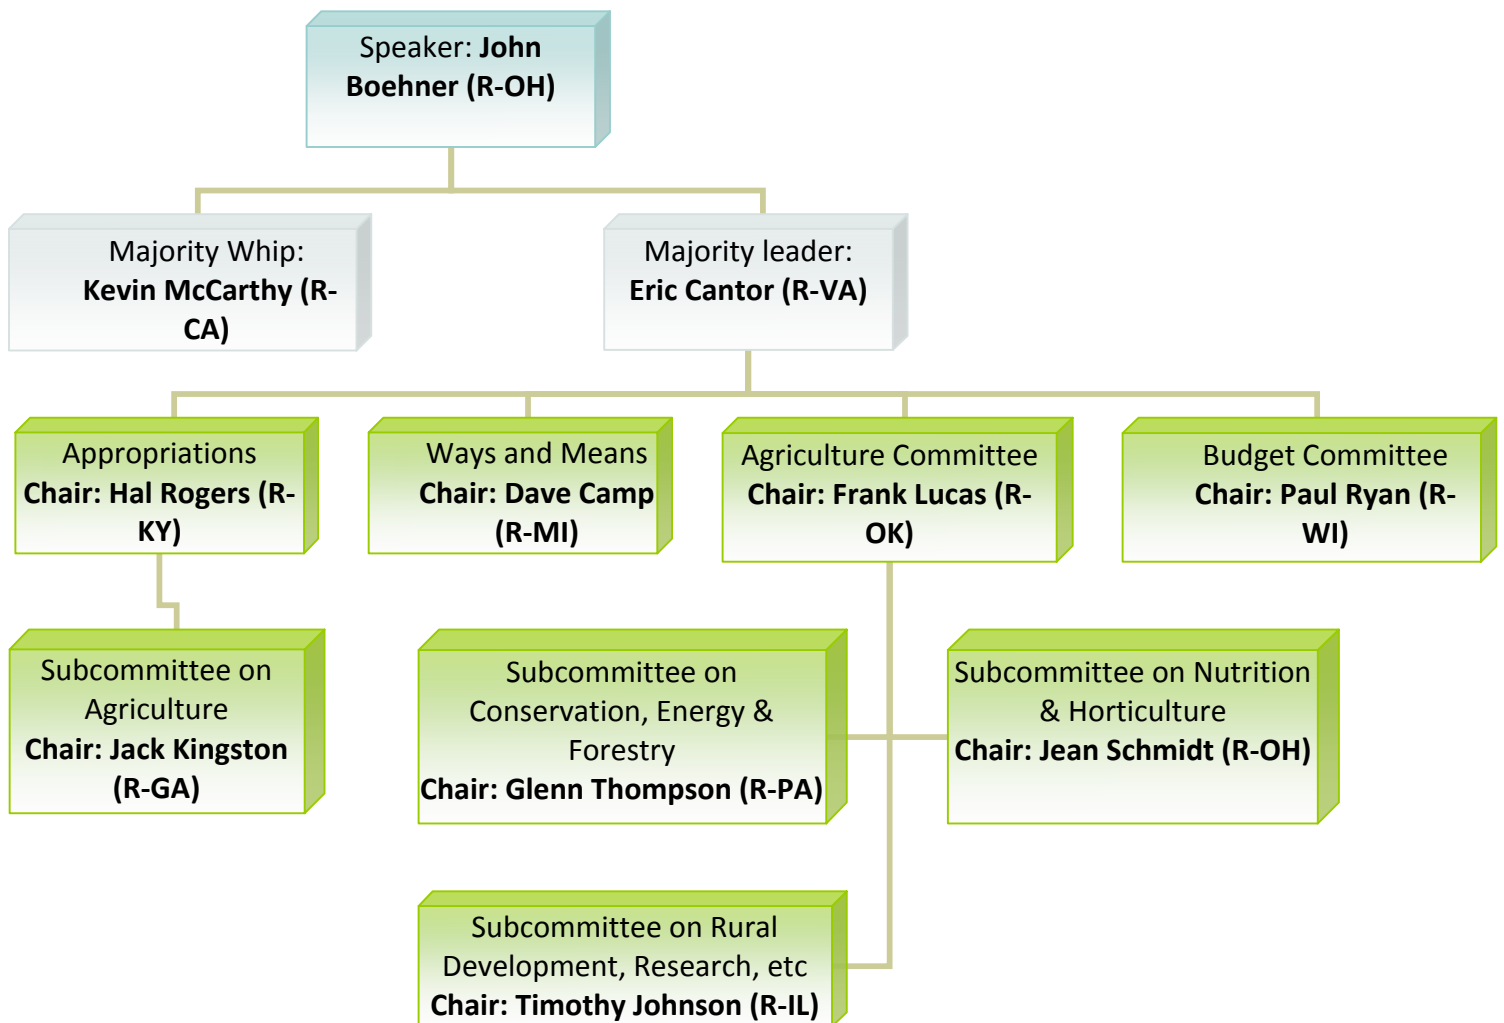 Speaker: John
Boehner (R-OH)
Majority Whip:
Kevin McCarthy (R-
CA)
Majority leader:
Eric Cantor (R-VA)
Appropriations
Chair: Hal Rogers (R-
KY)
Ways and Means
Chair: Dave Camp
(R-MI)
Agriculture Committee
Chair: Frank Lucas (R-
OK)
Budget Committee
Chair: Paul Ryan (R-
WI)
Subcommittee on
Agriculture
Chair: Jack Kingston
(R-GA)
Subcommittee on
Conservation, Energy &
Forestry
Chair: Glenn Thompson (R-PA)
Subcommittee on Nutrition
& Horticulture
Chair: Jean Schmidt (R-OH)
Subcommittee on Rural
Development, Research, etc
Chair: Timothy Johnson (R-IL)